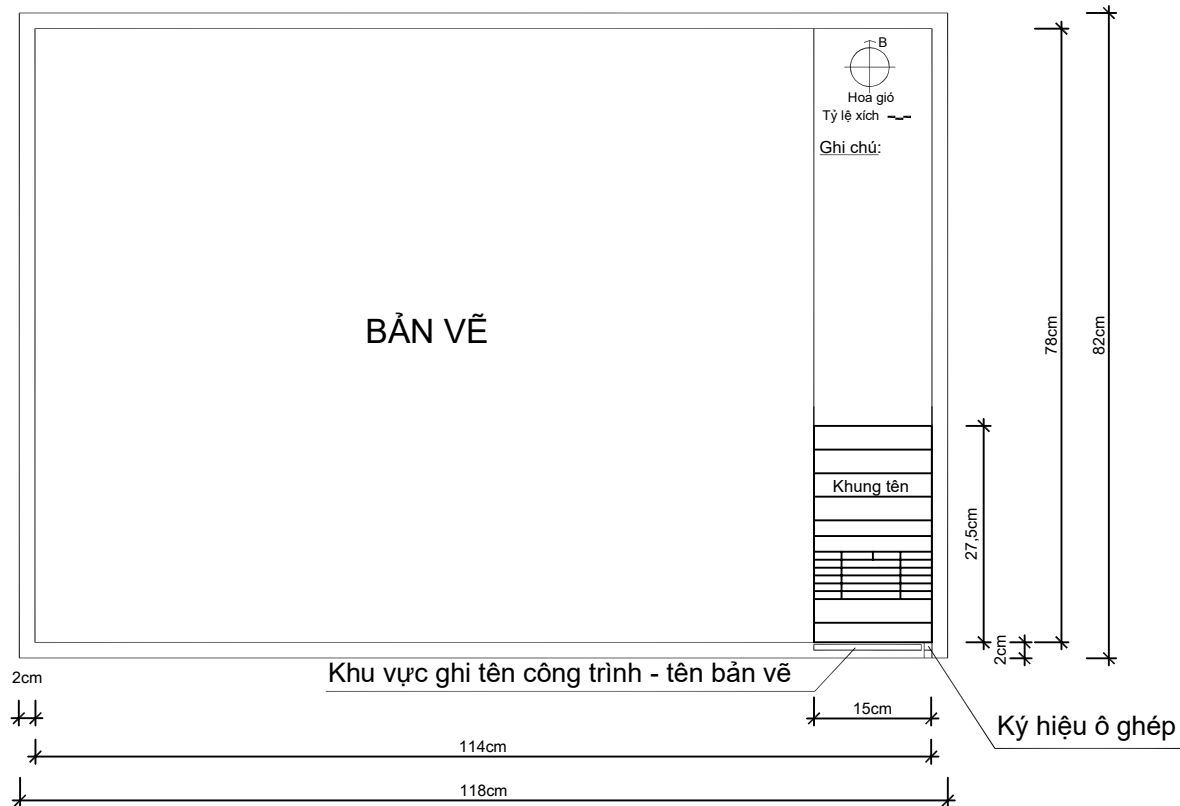 B
Hoa gió
Tỷ lệ xích
Ghi chú:
BẢN VẼ
78cm
82cm
Khung tên
27,5cm
2cm
Khu vực ghi tên công trình - tên bản vẽ
2cm
15cm
Ký hiệu ô ghép
114cm
118cm